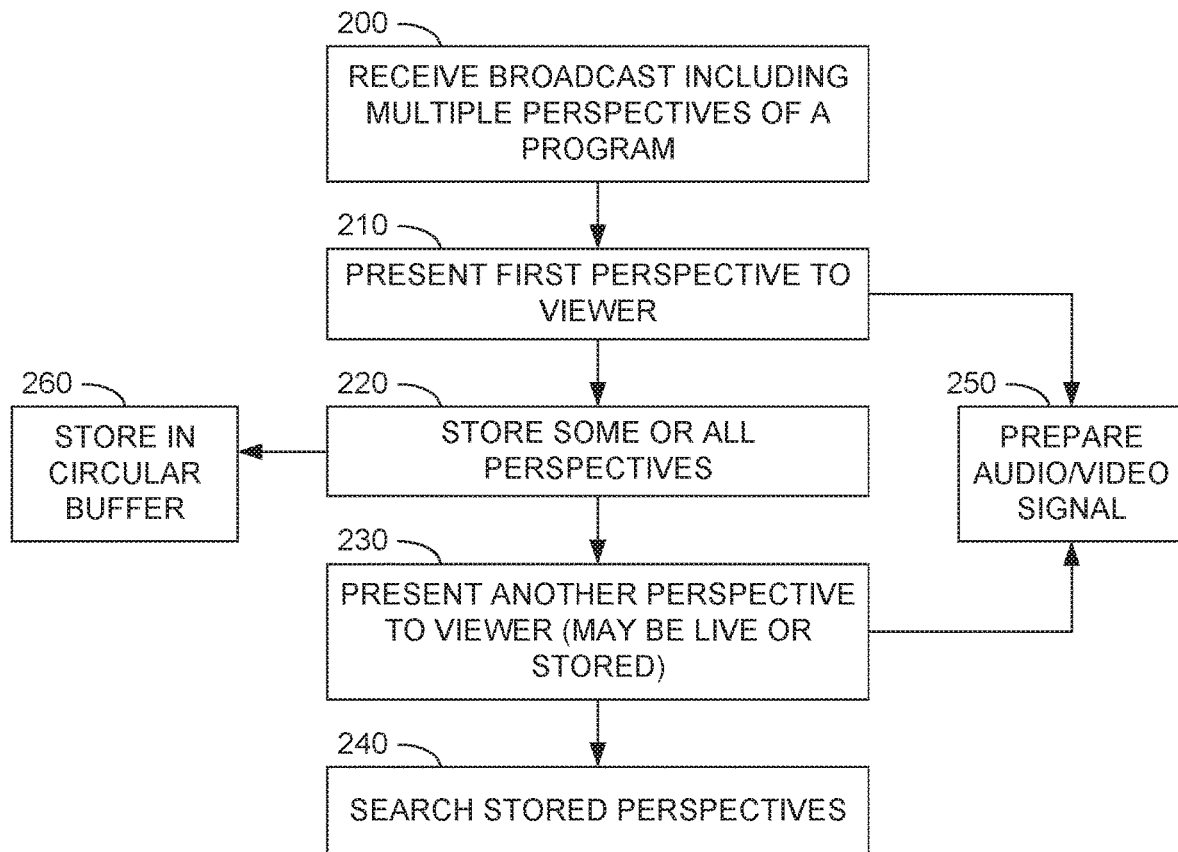 200
RECEIVE BROADCAST INCLUDING
MULTIPLE PERSPECTIVES OF A
PROGRAM
210
PRESENT FIRST PERSPECTIVE TO
VIEWER
260
STORE IN
CIRCULAR
BUFFER
220
STORE SOME OR ALL
PERSPECTIVES
250
PREPARE
AUDIO/VIDEO
SIGNAL
230
PRESENT ANOTHER PERSPECTIVE
TO VIEWER (MAY BE LIVE OR
STORED)
240
SEARCH STORED PERSPECTIVES